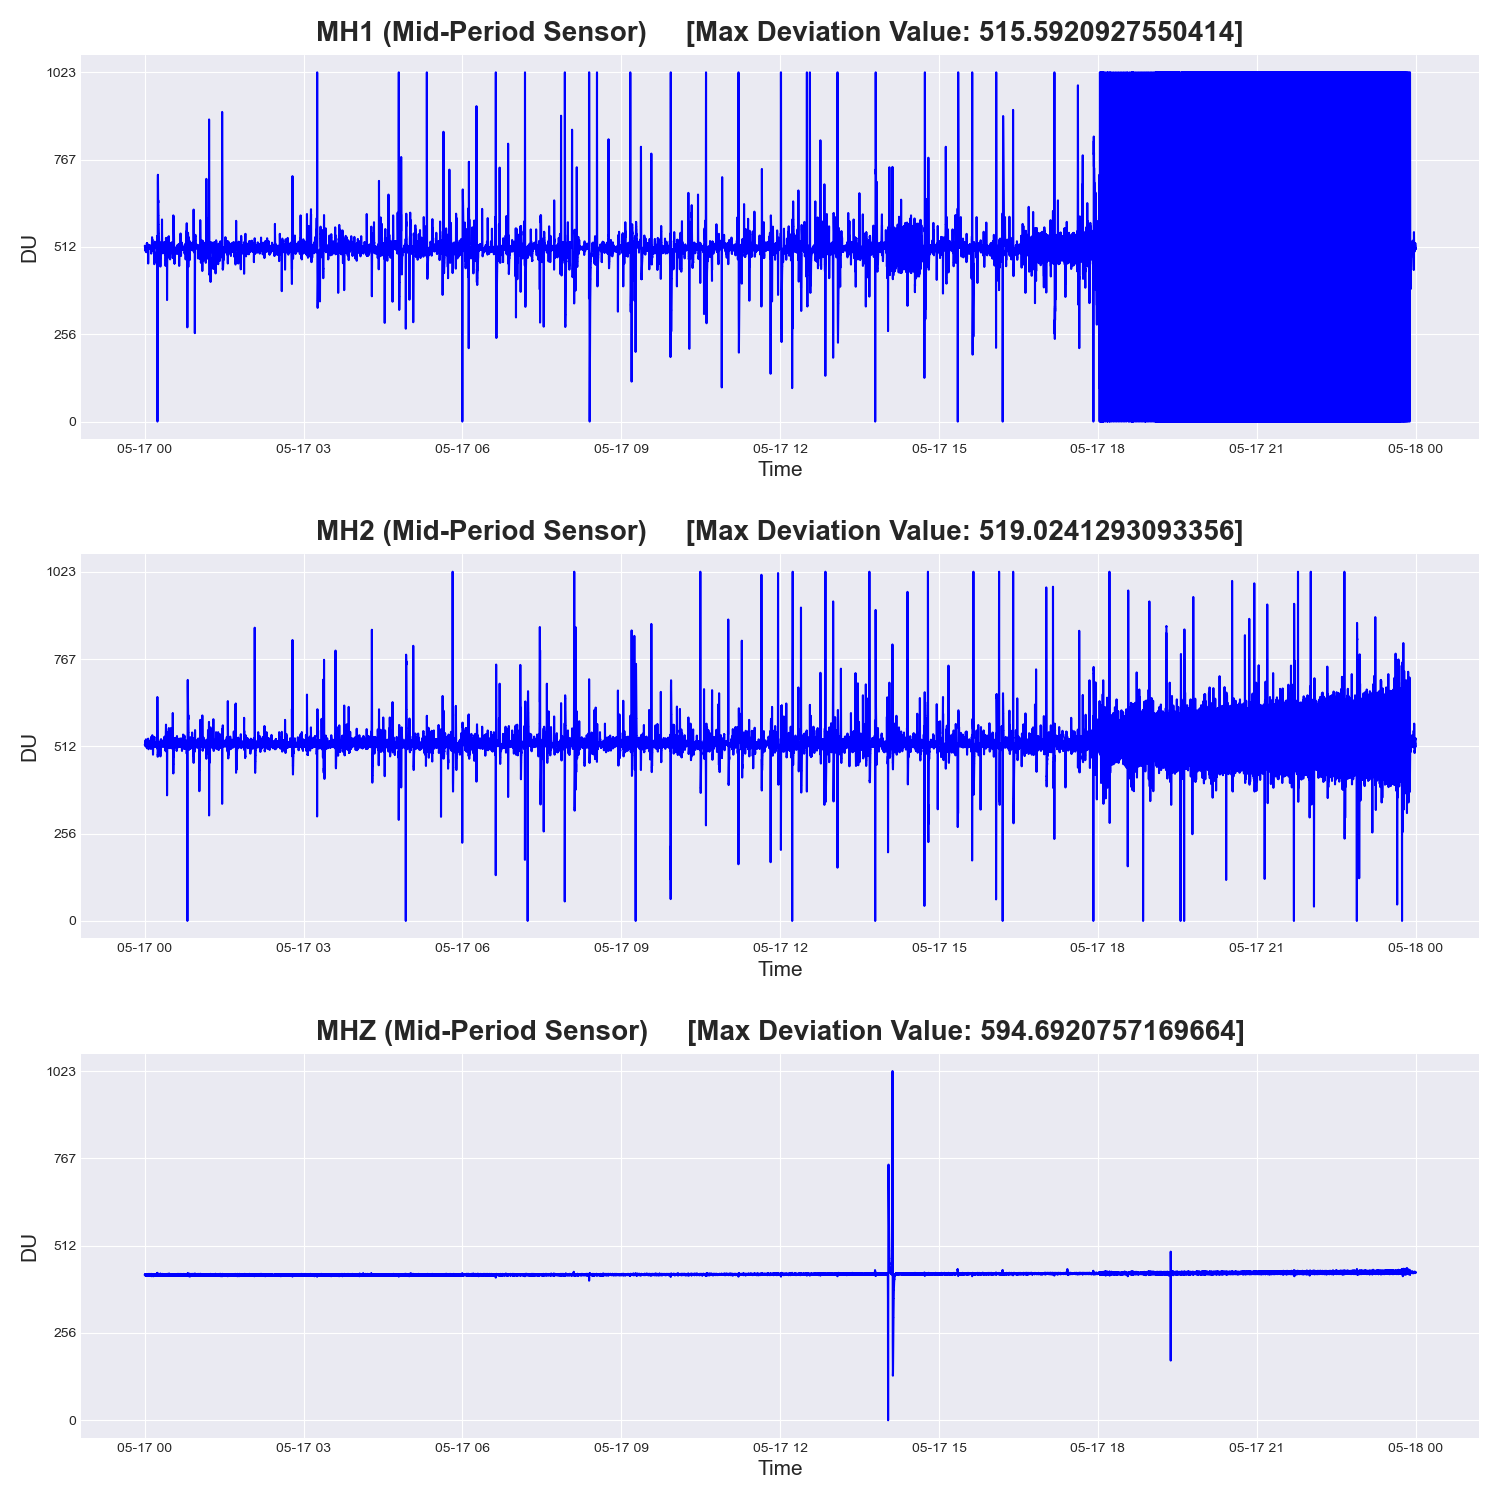 MH1 (Mid-Period Sensor) [Max Deviation Value: 515.5920927550414]
1023
767
512
256
0
DU
05-17 00 05-17 03 05-17 06 05-17 09 05-17 12 05-17 15 05-17 18 05-17 21 05-18 00
Time
MH2 (Mid-Period Sensor) [Max Deviation Value: 519.0241293093356]
1023
767
512
256
0
DU
05-17 00 05-17 03 05-17 06 05-17 09 05-17 12 05-17 15 05-17 18 05-17 21 05-18 00
Time
MHZ (Mid-Period Sensor) [Max Deviation Value: 594.6920757169664]
1023
767
512
256
0
DU
05-17 00 05-17 03 05-17 06 05-17 09 05-17 12 05-17 15 05-17 18 05-17 21 05-18 00
Time